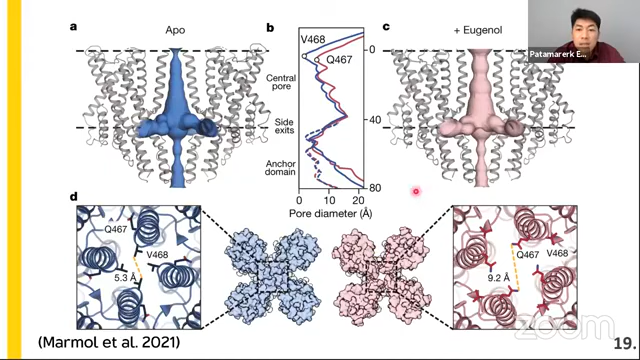 a
Apo
b
c
+ Eugenol
V468
Q467
0
Central
pore
Side
exits
40
Anchor
domain
80
0
10
20
Pore diameter (Å)
d
Q467
V468
5.3 Å
Q467
V468
9.2 Å
(Marmol et al. 2021)
zoom
19.
Patamarerk E...